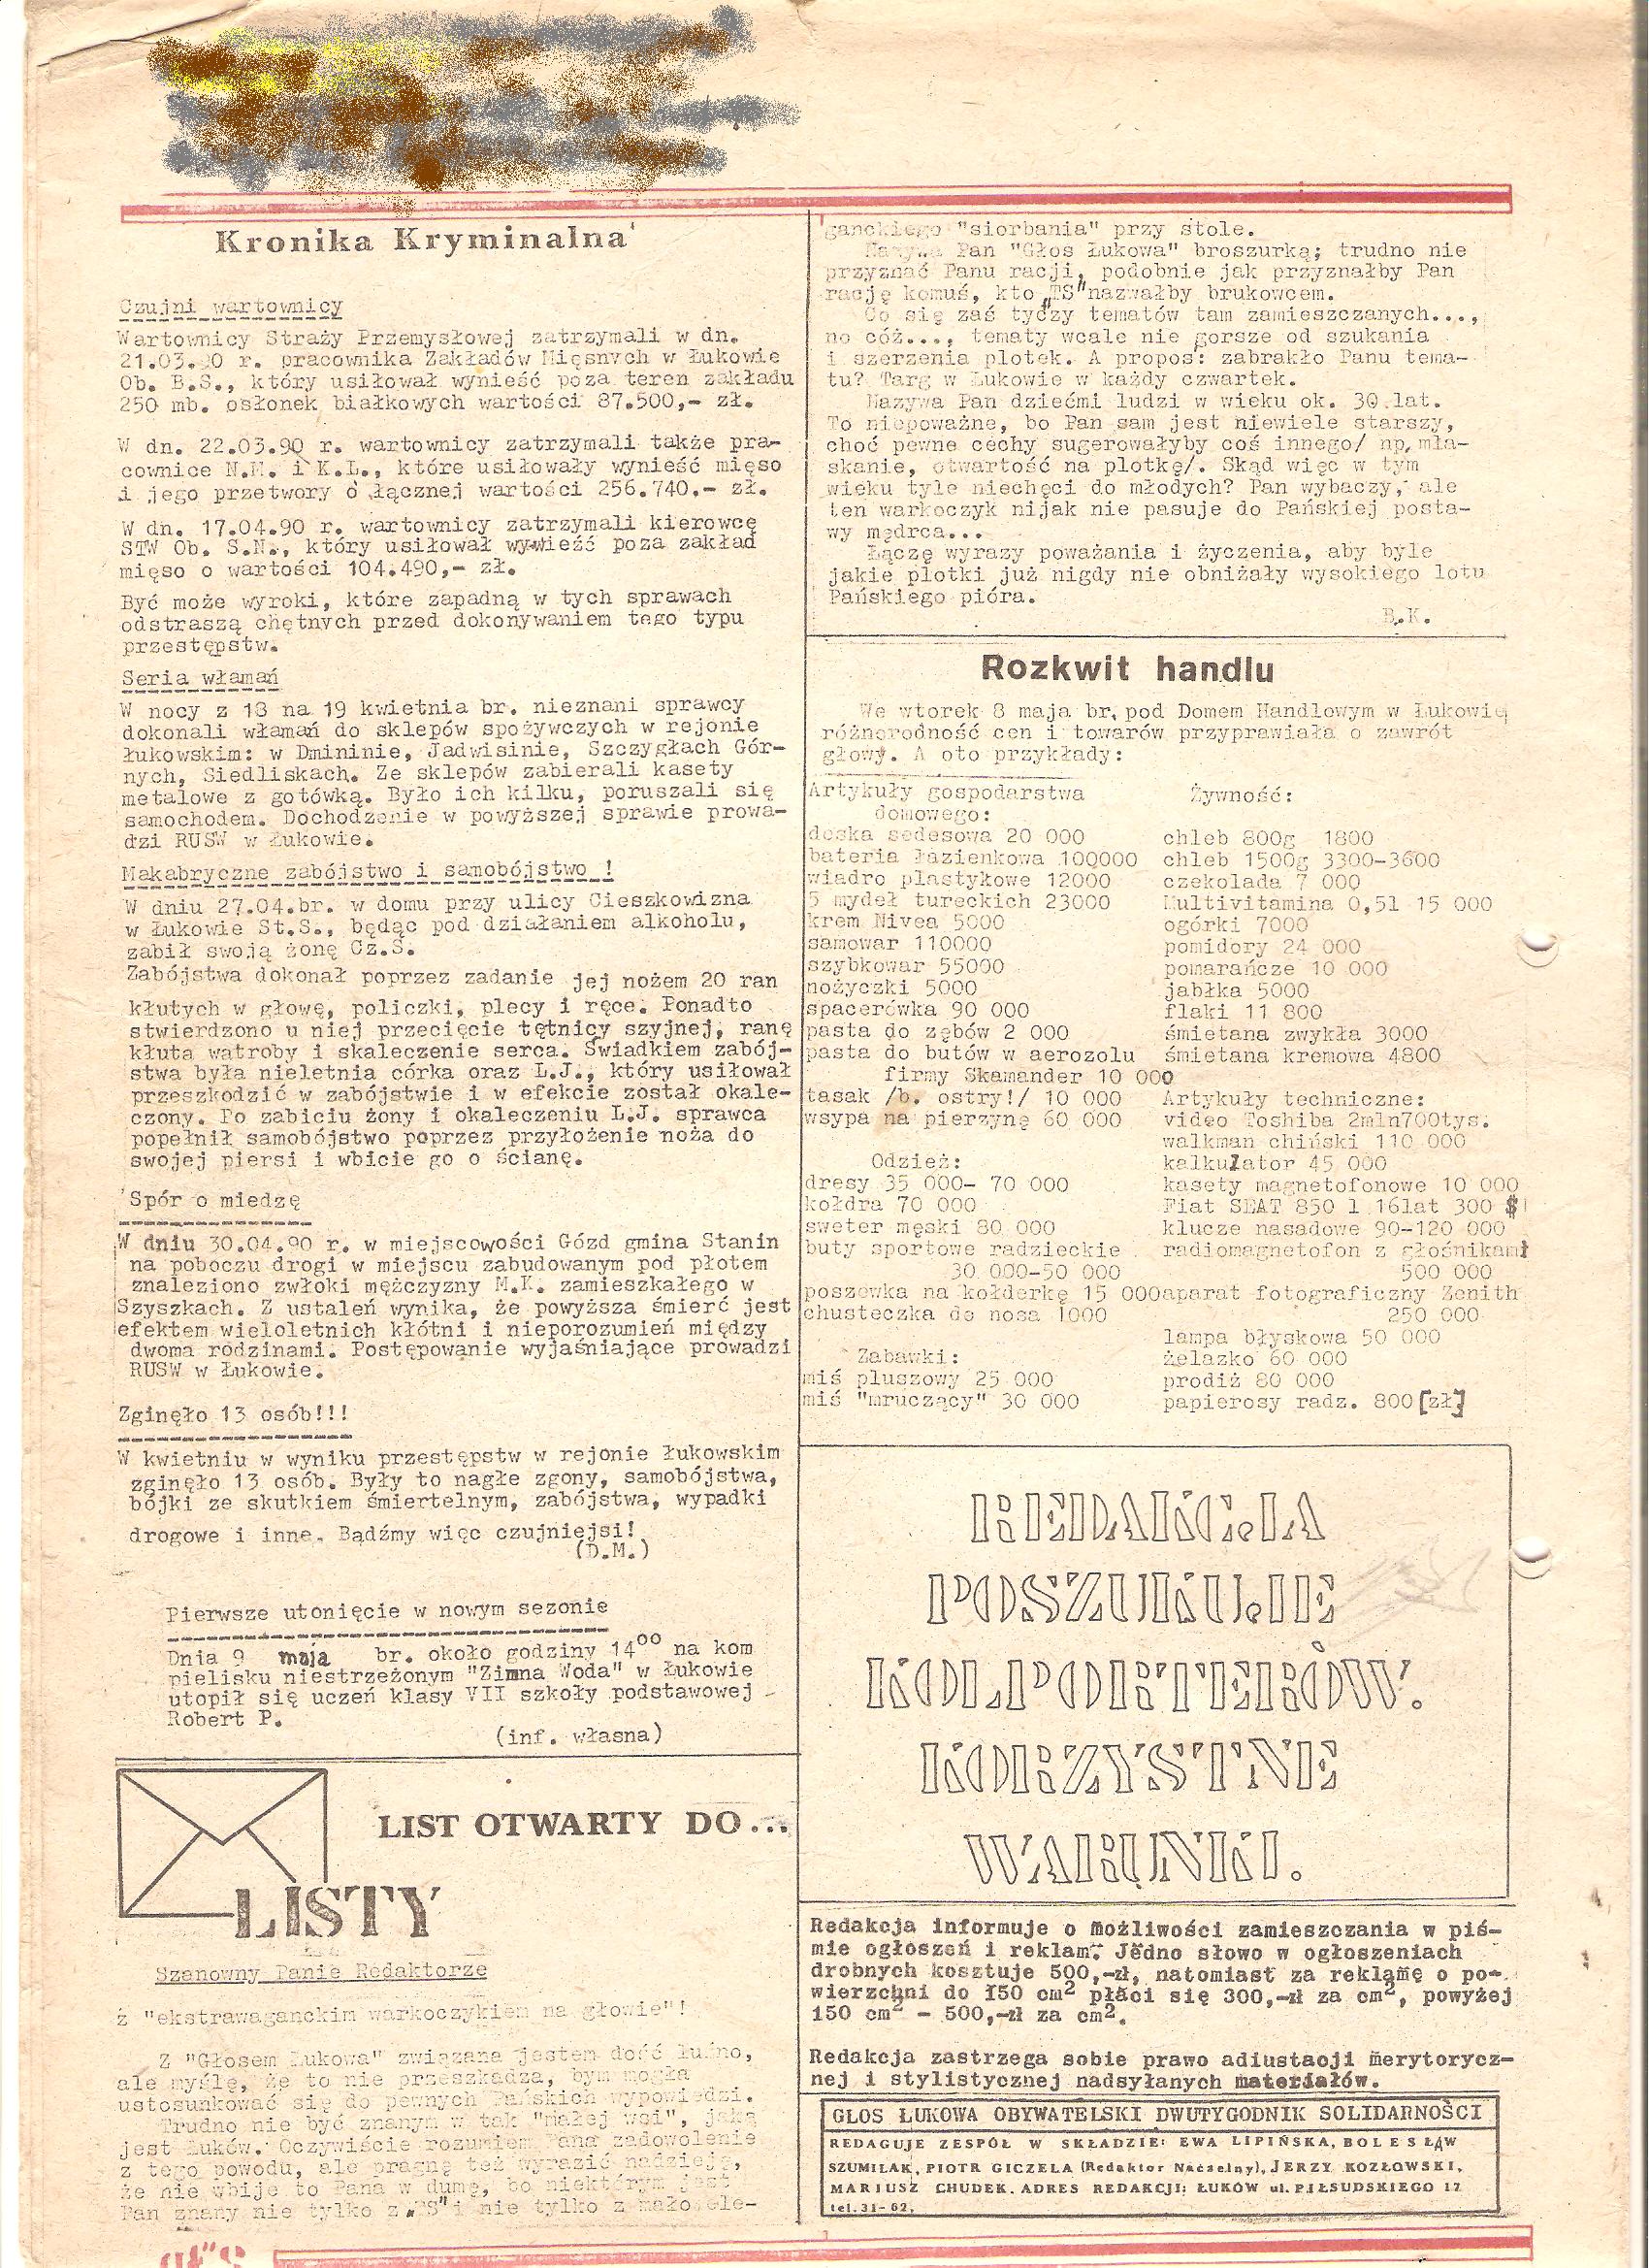 Kronika Kryminalna
Czujni wartownicy
Wartownicy Straży Przemysłowej zatrzymali w dn.
21.03.90 r. pracownika Zakładów Mięsnych w Łukowie
Ob. B.S., który usiłował wynieść poza teren zakładu
250 mb. osłonek białkowych wartości 87.500,- zł.
W dn. 22.03.90 r. wartownicy zatrzymali także pra-
cownice N.M. i K.L., które usiłowały wynieść mięso
i jego przetwory o łącznej wartości 256.740.- zł.
W dn. 17.04.90 r. wartownicy zatrzymali kierowcę
STW Ob. S.N., który usiłował wywieźć poza zakład
mięso o wartości 104.490,- zł.
Być może wyroki, które zapadną w tych sprawach
odstraszą chętnych przed dokonywaniem tego typu
przestępstw.
Seria włamań
W nocy z 18 na 19 kwietnia br. nieznani sprawcy
dokonali włamań do sklepów spożywczych w rejonie
łukowskim: w Dmininie, Jadwisinie, Szczygłach Gór-
nych, Siedliskach. Ze sklepów zabierali kasety
metalowe z gotówką. Było ich kilku, poruszali się
samochodem. Dochodzenie w powyższej sprawie prowa-
dzi RUSW w Łukowie.
Makabryczne zabójstwo i samobójstwo !
W dniu 27.04.br. w domu przy ulicy Cieszkowizna
w Łukowie St.S., będąc pod działaniem alkoholu,
zabił swoją żonę Cz.S.
Zabójstwa dokonał poprzez zadanie jej nożem 20 ran
kłutych w głowę, policzki, plecy i ręce. Ponadto
stwierdzono u niej przecięcie tętnicy szyjnej, ranę
kłutą wątroby i skaleczenie serca. Świadkiem zabój-
stwa była nieletnia córka oraz L.J., który usiłował
przeszkodzić w zabójstwie i w efekcie został okale-
czony. Po zabiciu żony i okaleczeniu L.J. sprawca
popełnił samobójstwo poprzez przyłożenie noża do
swojej piersi i wbicie go o ścianę.
Spór o miedzę
W dniu 30.04.90 r. w miejscowości Gózd gmina Stanin
na poboczu drogi w miejscu zabudowanym pod płotem
znaleziono zwłoki mężczyzny M.K. zamieszkałego w
Szyszkach. Z ustaleń wynika, że powyższa śmierć jest
efektem wieloletnich kłótni i nieporozumień między
dwoma rodzinami. Postępowanie wyjaśniające prowadzi
RUSW w Łukowie.
Zginęło 13 osób!!!
W kwietniu w wyniku przestępstw w rejonie łukowskim
zginęło 13 osób. Były to nagłe zgony, samobójstwa,
bójki ze skutkiem śmiertelnym, zabójstwa, wypadki
drogowe i inne. Bądźmy więc czujniejsi!
(D.M.)
Pierwsze utonięcie w nowym sezonie
Dnia 9 maja br. około godziny 14⁰⁰ na kom
pielisku niestrzeżonym "Zimna Woda" w Łukowie
utopił się uczeń klasy VII szkoły podstawowej
Robert P.
(inf. własna)
LIST OTWARTY DO...
LISTY
Szanowny Panie Redaktorze
z "ekstrawaganckim warkoczykiem na głowie"!
Z "Głosem Łukowa" związana jestem dość luźno,
ale myślę, że to nie przeszkadza, bym mogła
ustosunkować się do pewnych Pańskich wypowiedzi.
Trudno nie być znanym w tak "małej wsi", jaką
jest Łuków. Oczywiście rozumiem Pana zadowolenie
z tego powodu, ale pragnę też wyrazić nadzieję,
że nie wbije to Pana w dumę, bo niektórym jest
Pan znany nie tylko z „TS" i nie tylko z mało ele-
ganckiego "siorbania" przy stole.
Nazywa Pan "Głos Łukowa" broszurką; trudno nie
przyznać Panu racji, podobnie jak przyznałby Pan
rację komuś, kto „TS" nazwałby brukowcem.
Co się zaś tyczy tematów tam zamieszczanych...,
no cóż..., tematy wcale nie gorsze od szukania
i szerzenia plotek. A propos: zabrakło Panu tema-
tu? Targ w Łukowie w każdy czwartek.
Nazywa Pan dziećmi ludzi w wieku ok. 30 lat.
To niepoważne, bo Pan sam jest niewiele starszy,
choć pewne cechy sugerowałyby coś innego/ np. mla-
skanie, otwartość na plotkę/. Skąd więc w tym
wieku tyle niechęci do młodych? Pan wybaczy, ale
ten warkoczyk nijak nie pasuje do Pańskiej posta-
wy mędrca...
Łączę wyrazy poważania i życzenia, aby byle
jakie plotki już nigdy nie obniżały wysokiego lotu
Pańskiego pióra.
B.K.
Rozkwit handlu
We wtorek 8 maja br. pod Domem Handlowym w Łukowie
różnorodność cen i towarów przyprawiała o zawrót
głowy. A oto przykłady:
Artykuły gospodarstwa
domowego:
deska sedesowa 20 000
bateria łazienkowa 100000
wiadro plastykowe 12000
5 mydeł tureckich 23000
krem Nivea 5000
samowar 110000
szybkowar 55000
nożyczki 5000
spacerówka 90 000
pasta do zębów 2 000
pasta do butów w aerozolu
firmy Skamander 10 000
tasak /b. ostry!/ 10 000
wsypa na pierzynę 60 000
Odzież:
dresy 35 000- 70 000
kołdra 70 000
sweter męski 80 000
buty sportowe radzieckie
30 000-50 000
poszewka na kołderkę 15 000
chusteczka do nosa 1000
Zabawki:
miś pluszowy 25 000
miś "mruczący" 30 000
Żywność:
chleb 800g 1800
chleb 1500g 3300-3600
czekolada 7 000
Multivitamina 0,5l 15 000
ogórki 7000
pomidory 24 000
pomarańcze 10 000
jabłka 5000
flaki 11 800
śmietana zwykła 3000
śmietana kremowa 4800
Artykuły techniczne:
video Toshiba 2mln700tys.
walkman chiński 110 000
kalkulator 45 000
kasety magnetofonowe 10 000
Fiat SEAT 850 l 16lat 300 $
klucze nasadowe 90-120 000
radiomagnetofon z głośnikami
500 000
aparat fotograficzny Zenith
250 000
lampa błyskowa 50 000
żelazko 60 000
prodiż 80 000
papierosy radz. 800 [zł]
REDAKCJA
POSZUKUJE
KOLPORTERÓW.
KORZYSTNE
WARUNKI.
Redakcja informuje o możliwości zamieszczania w piś-
mie ogłoszeń i reklam. Jedno słowo w ogłoszeniach
drobnych kosztuje 500,-zł, natomiast za reklamę o po-
wierzchni do 150 cm² płaci się 300,-zł za cm², powyżej
150 cm² - 500,-zł za cm².
Redakcja zastrzega sobie prawo adiustacji merytorycz-
nej i stylistycznej nadsyłanych materiałów.
GŁOS ŁUKOWA OBYWATELSKI DWUTYGODNIK SOLIDARNOŚCI
REDAGUJE ZESPÓŁ W SKŁADZIE: EWA LIPIŃSKA, BOLESŁAW
SZUMILAK, PIOTR GICZELA (Redaktor Naczelny), JERZY KOZŁOWSKI,
MARIUSZ CHUDEK. ADRES REDAKCJI: ŁUKÓW ul. PIŁSUDSKIEGO 17
tel. 31-62.